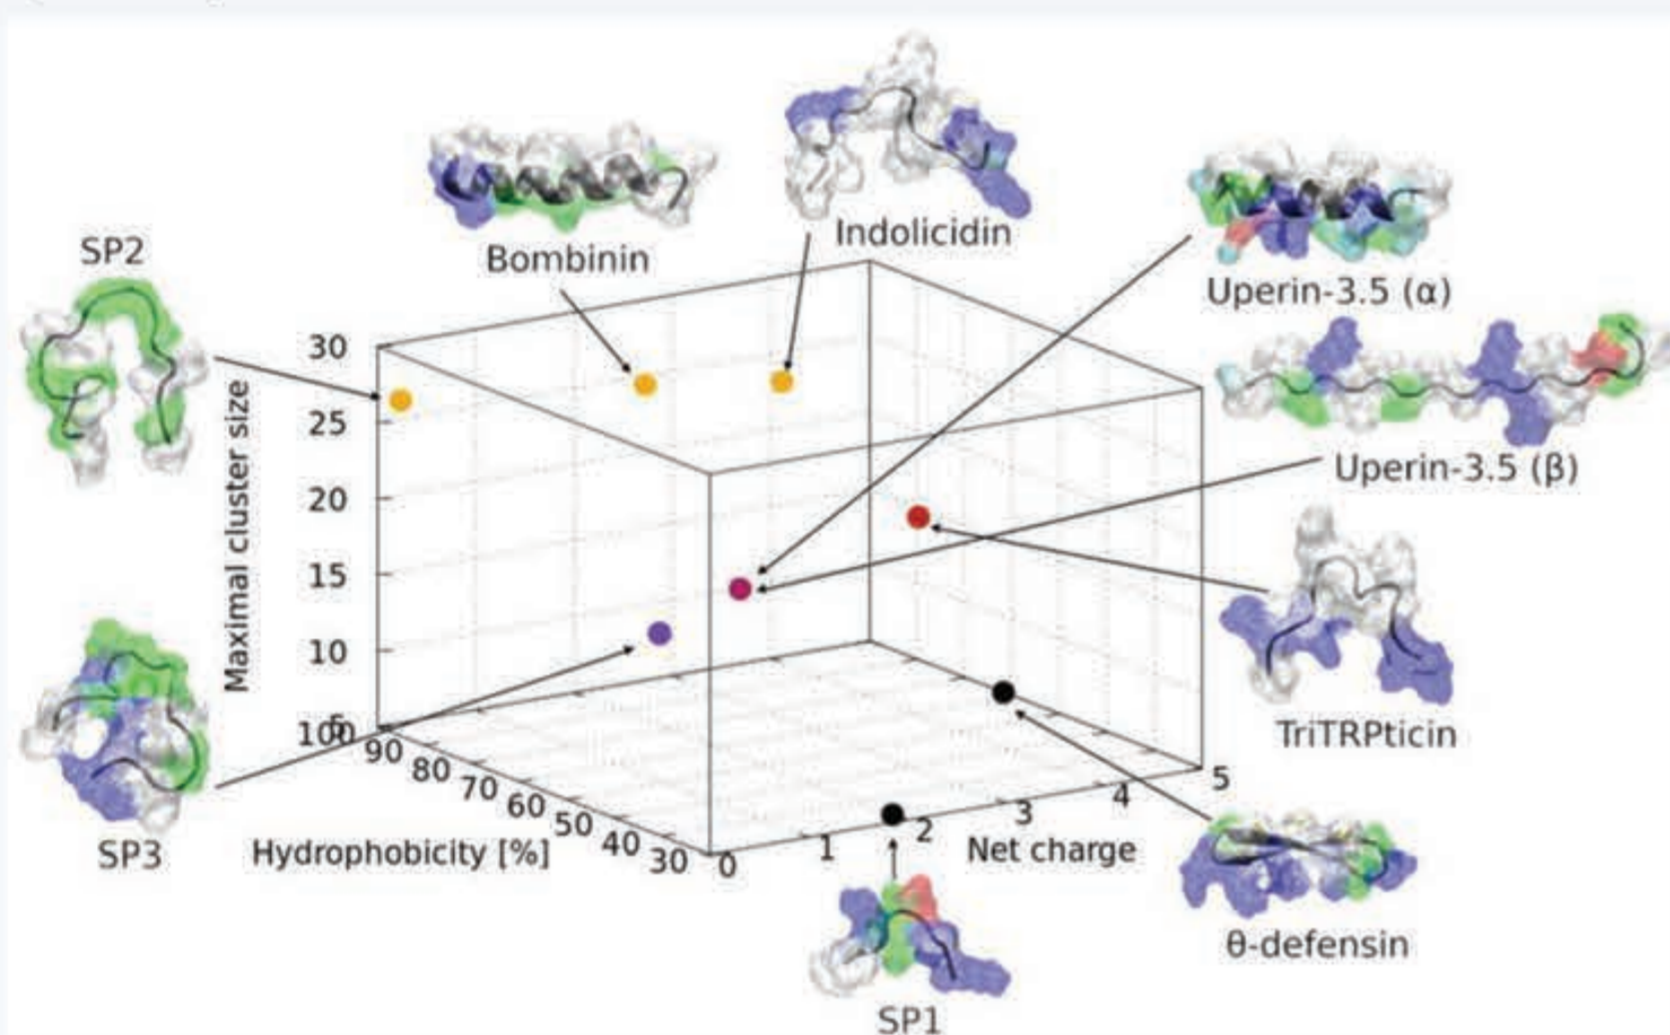 Indolicidin
Bombinin
SP2
Uperin-3.5 (α)
30
25
20
15
10
5
Maximal cluster size
Uperin-3.5 (β)
TriTRPticin
100
90
80
70
60
50
40
30
Hydrophobicity [%]
0
1
2
3
4
5
Net charge
SP3
θ-defensin
SP1